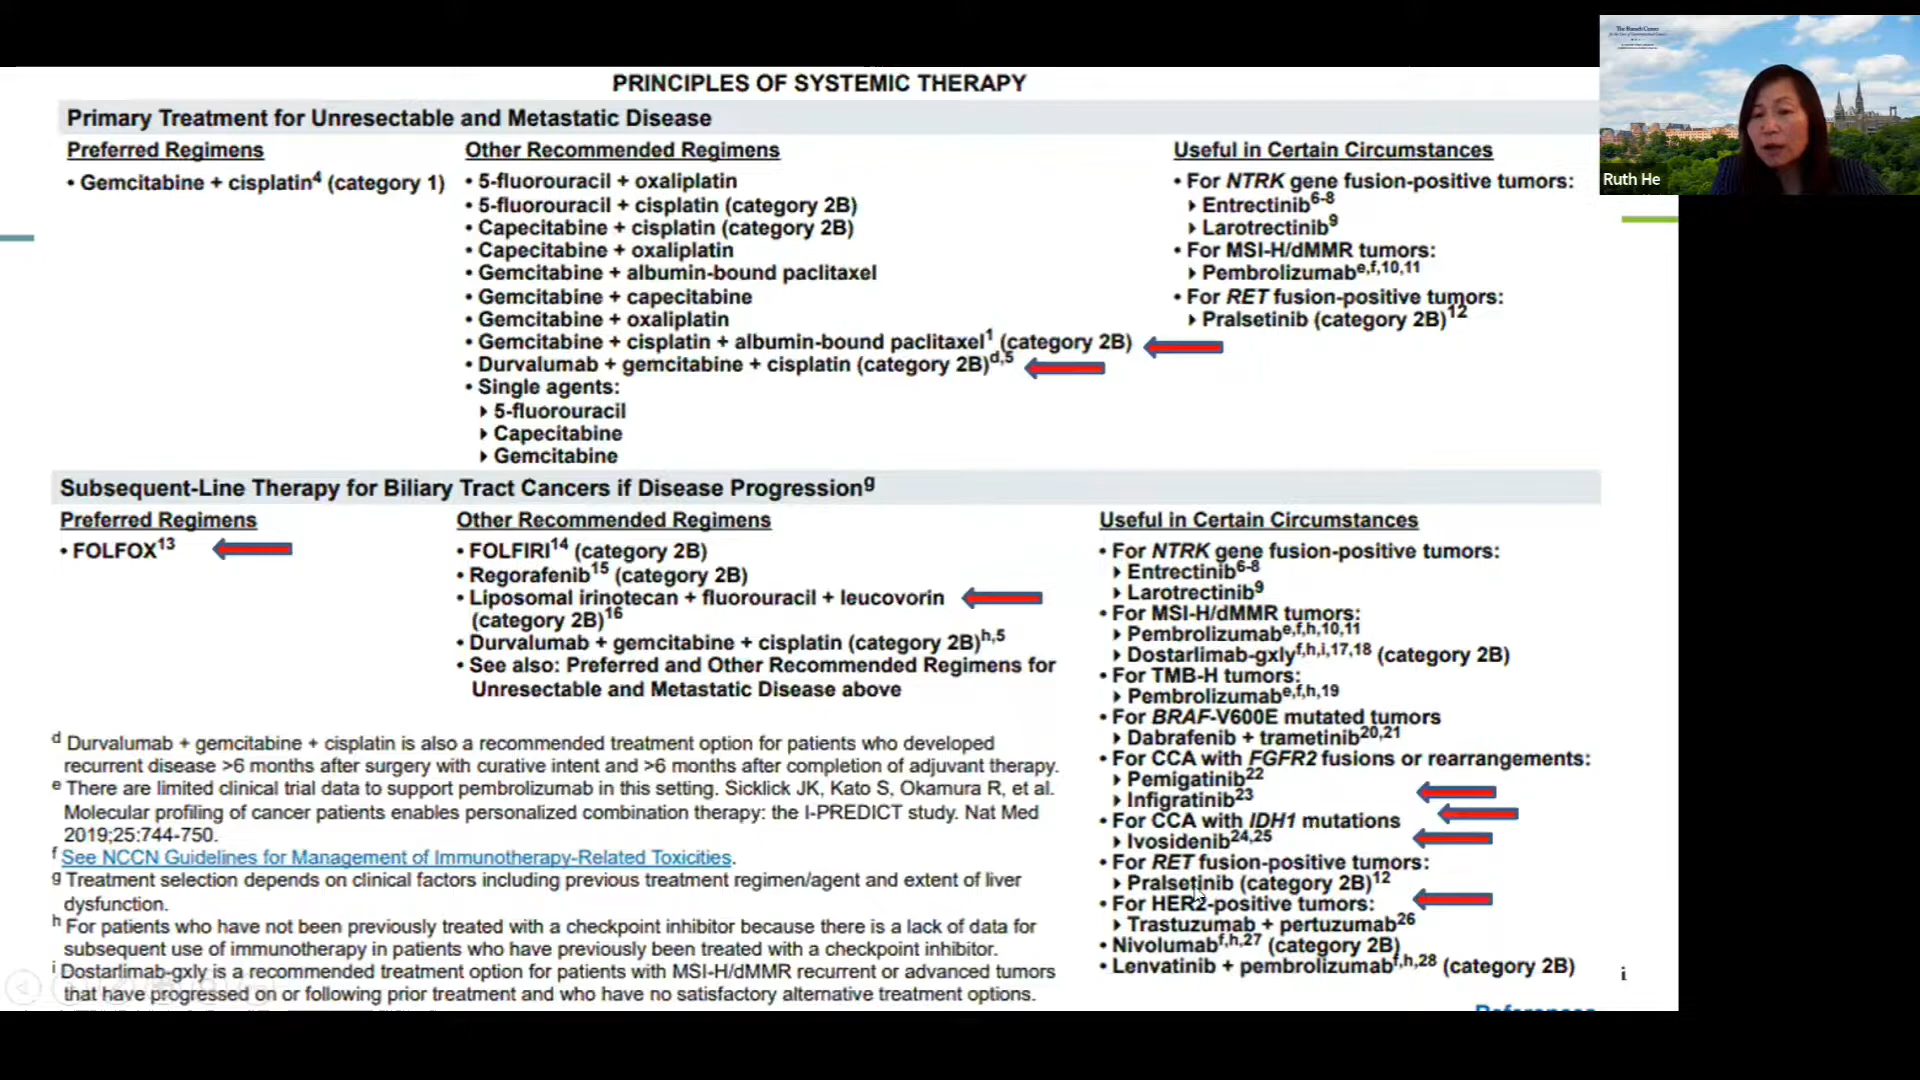 PRINCIPLES OF SYSTEMIC THERAPY
Primary Treatment for Unresectable and Metastatic Disease
Preferred Regimens
• Gemcitabine + cisplatin4 (category 1)
Other Recommended Regimens
• 5-fluorouracil + oxaliplatin
• 5-fluorouracil + cisplatin (category 2B)
• Capecitabine + cisplatin (category 2B)
• Capecitabine + oxaliplatin
• Gemcitabine + albumin-bound paclitaxel
• Gemcitabine + capecitabine
• Gemcitabine + oxaliplatin
• Gemcitabine + cisplatin + albumin-bound paclitaxel1 (category 2B)
• Durvalumab + gemcitabine + cisplatin (category 2B)d,5
• Single agents:
5-fluorouracil
Capecitabine
Gemcitabine
Useful in Certain Circumstances
• For NTRK gene fusion-positive tumors:
Entrectinib6-8
Larotrectinib9
• For MSI-H/dMMR tumors:
Pembrolizumabe,f,10,11
• For RET fusion-positive tumors:
Pralsetinib (category 2B)12
Subsequent-Line Therapy for Biliary Tract Cancers if Disease Progressiong
Preferred Regimens
• FOLFOX13
Other Recommended Regimens
• FOLFIRI14 (category 2B)
• Regorafenib15 (category 2B)
• Liposomal irinotecan + fluorouracil + leucovorin
(category 2B)16
• Durvalumab + gemcitabine + cisplatin (category 2B)h,5
• See also: Preferred and Other Recommended Regimens for
Unresectable and Metastatic Disease above
Useful in Certain Circumstances
• For NTRK gene fusion-positive tumors:
Entrectinib6-8
Larotrectinib9
• For MSI-H/dMMR tumors:
Pembrolizumabe,f,h,10,11
Dostarlimab-gxlyf,h,i,17,18 (category 2B)
• For TMB-H tumors:
Pembrolizumabe,f,h,19
• For BRAF-V600E mutated tumors
Dabrafenib + trametinib20,21
• For CCA with FGFR2 fusions or rearrangements:
Pemigatinib22
Infigratinib23
• For CCA with IDH1 mutations
Ivosidenib24,25
• For RET fusion-positive tumors:
Pralsetinib (category 2B)12
• For HER2-positive tumors:
Trastuzumab + pertuzumab26
• Nivolumabf,h,27 (category 2B)
• Lenvatinib + pembrolizumabf,h,28 (category 2B)
d Durvalumab + gemcitabine + cisplatin is also a recommended treatment option for patients who developed
recurrent disease >6 months after surgery with curative intent and >6 months after completion of adjuvant therapy.
e There are limited clinical trial data to support pembrolizumab in this setting. Sicklick JK, Kato S, Okamura R, et al.
Molecular profiling of cancer patients enables personalized combination therapy: the I-PREDICT study. Nat Med
2019;25:744-750.
f See NCCN Guidelines for Management of Immunotherapy-Related Toxicities.
g Treatment selection depends on clinical factors including previous treatment regimen/agent and extent of liver
dysfunction.
h For patients who have not been previously treated with a checkpoint inhibitor because there is a lack of data for
subsequent use of immunotherapy in patients who have previously been treated with a checkpoint inhibitor.
i Dostarlimab-gxly is a recommended treatment option for patients with MSI-H/dMMR recurrent or advanced tumors
that have progressed on or following prior treatment and who have no satisfactory alternative treatment options.
i
References
Ruth He